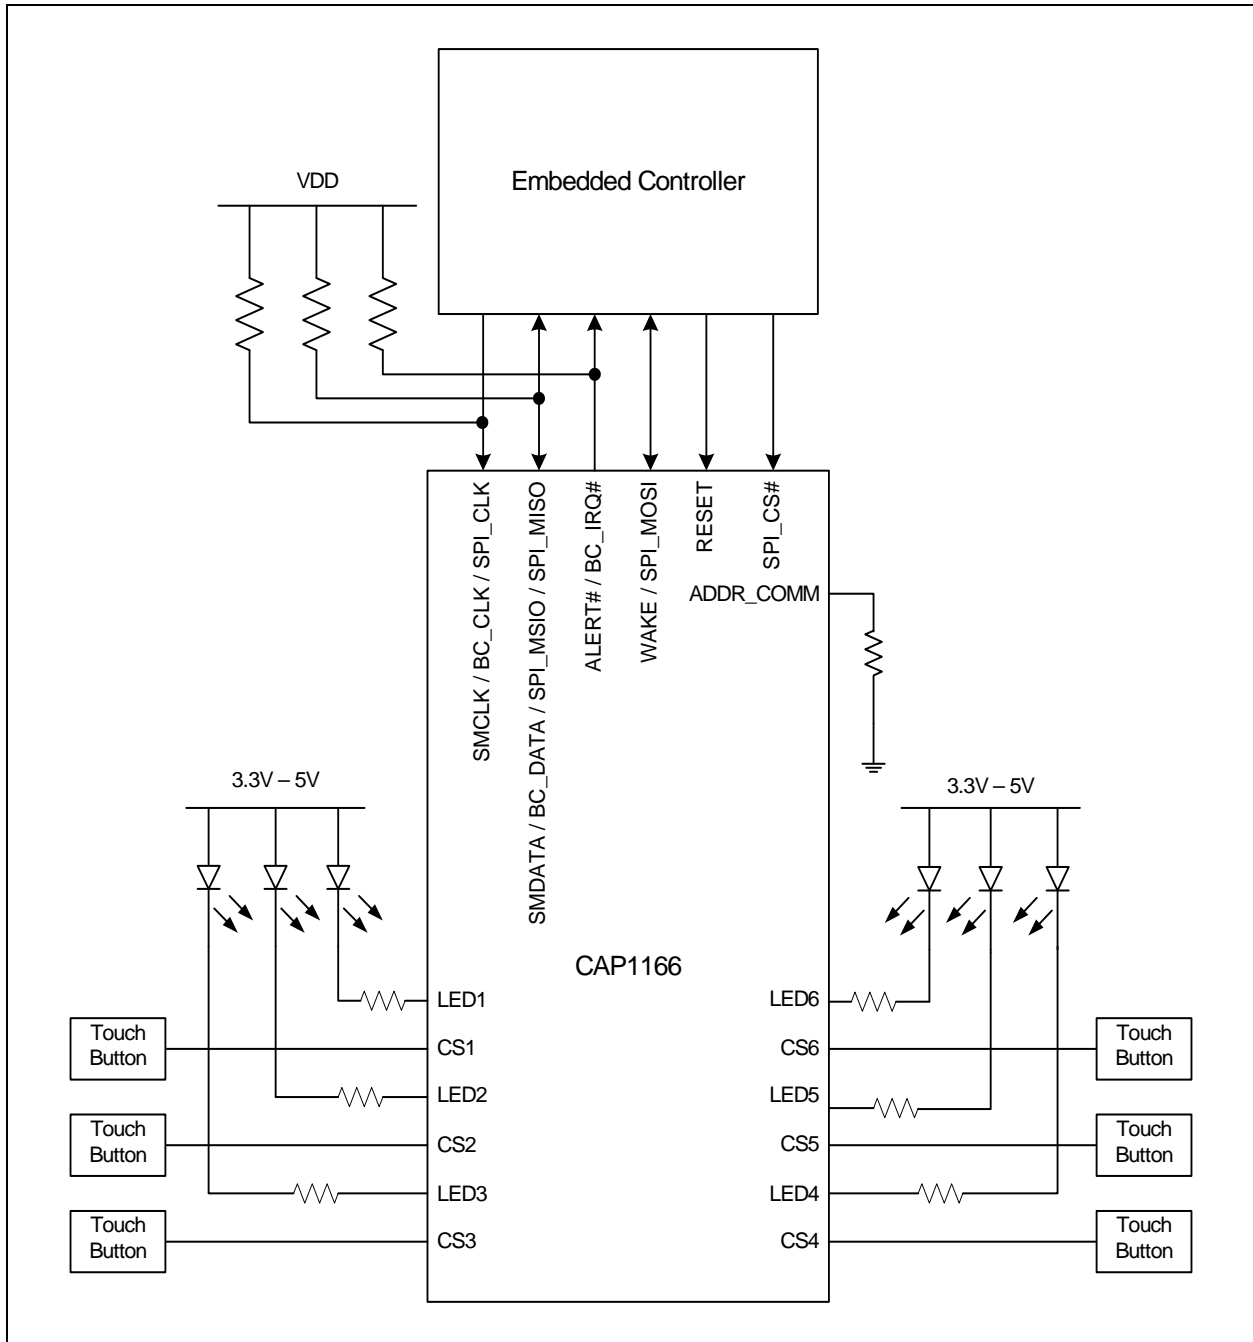 Embedded Controller
VDD
SMCLK / BC_CLK / SPI_CLK
SMDATA / BC_DATA / SPI_MSIO / SPI_MISO
ALERT# / BC_IRQ#
WAKE / SPI_MOSI
RESET
SPI_CS#
ADDR_COMM
3.3V – 5V
3.3V – 5V
CAP1166
LED1
LED6
Touch
Button
CS1
CS6
Touch
Button
LED2
LED5
Touch
Button
CS2
CS5
Touch
Button
LED3
LED4
Touch
Button
CS3
CS4
Touch
Button